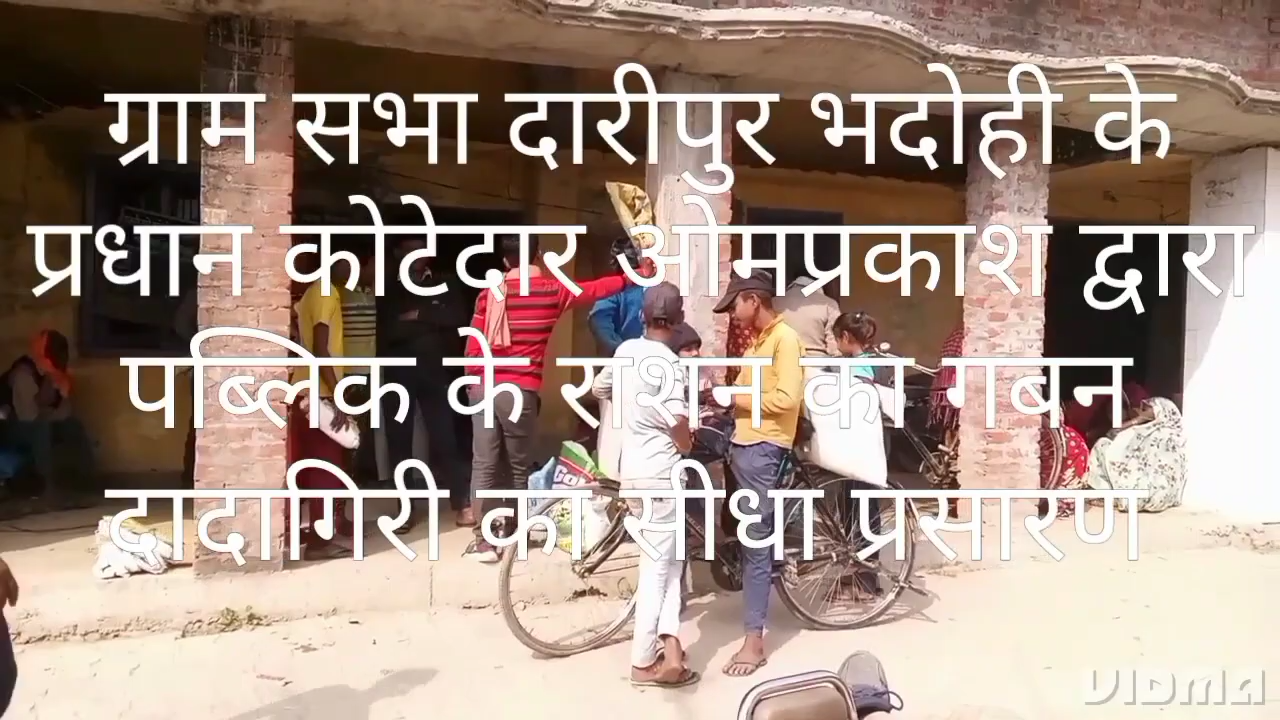 ग्राम सभा दारीपुर भदोही के
प्रधान कोटेदार ओमप्रकाश द्वारा
पब्लिक के राशन का गबन
दादागिरी का सीधा प्रसारण
VIDMA